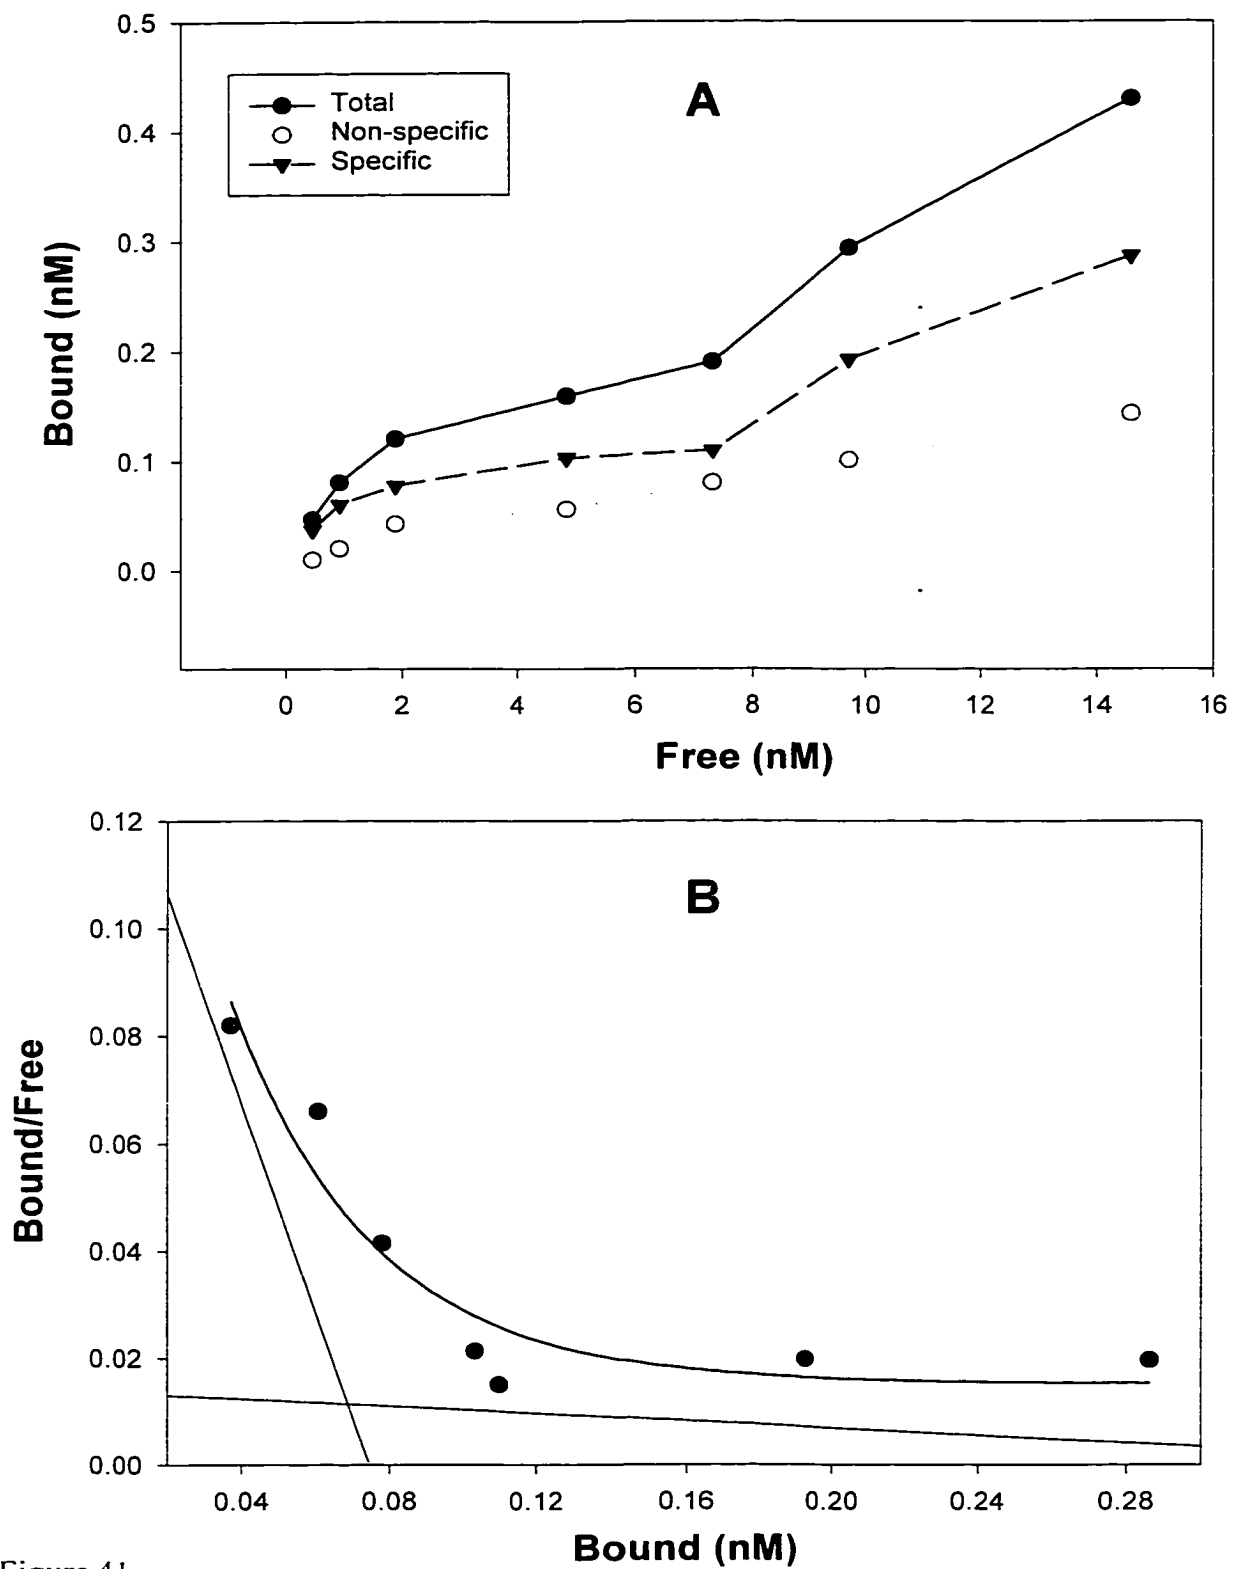 0.5
0.4
0.3
0.2
0.1
0.0
Bound (nM)
Total
Non-specific
Specific
A
0 2 4 6 8 10 12 14 16
Free (nM)
0.12
0.10
0.08
0.06
0.04
0.02
0.00
Bound/Free
B
0.04 0.08 0.12 0.16 0.20 0.24 0.28
Bound (nM)
Figure 41